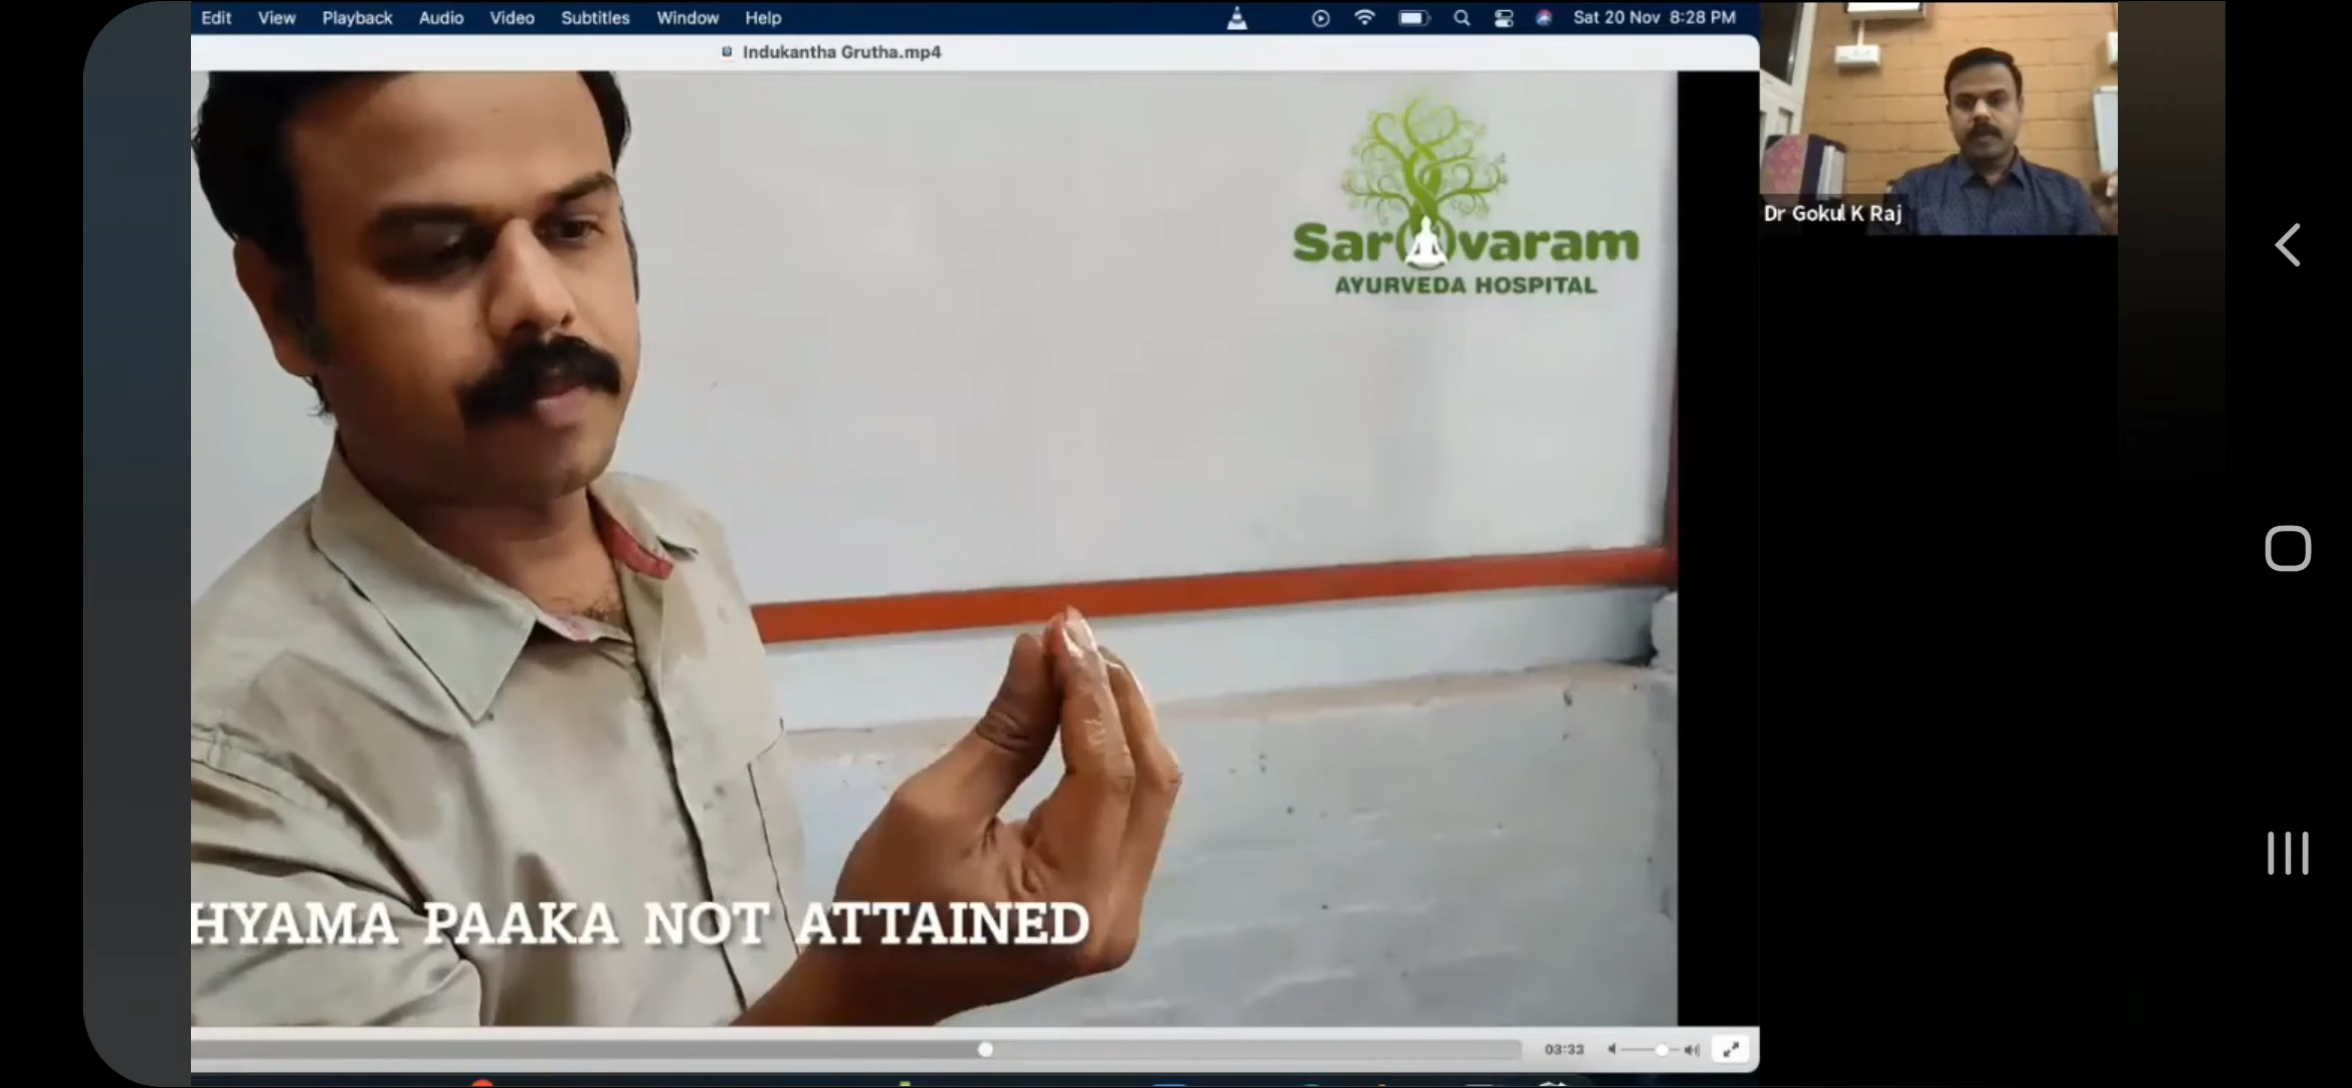 Edit View Playback Audio Video Subtitles Window Help Sat 20 Nov 8:28 PM
Indukantha Grutha.mp4
Sarovaram
AYURVEDA HOSPITAL
Dr Gokul K Raj
HYAMA PAAKA NOT ATTAINED
03:33